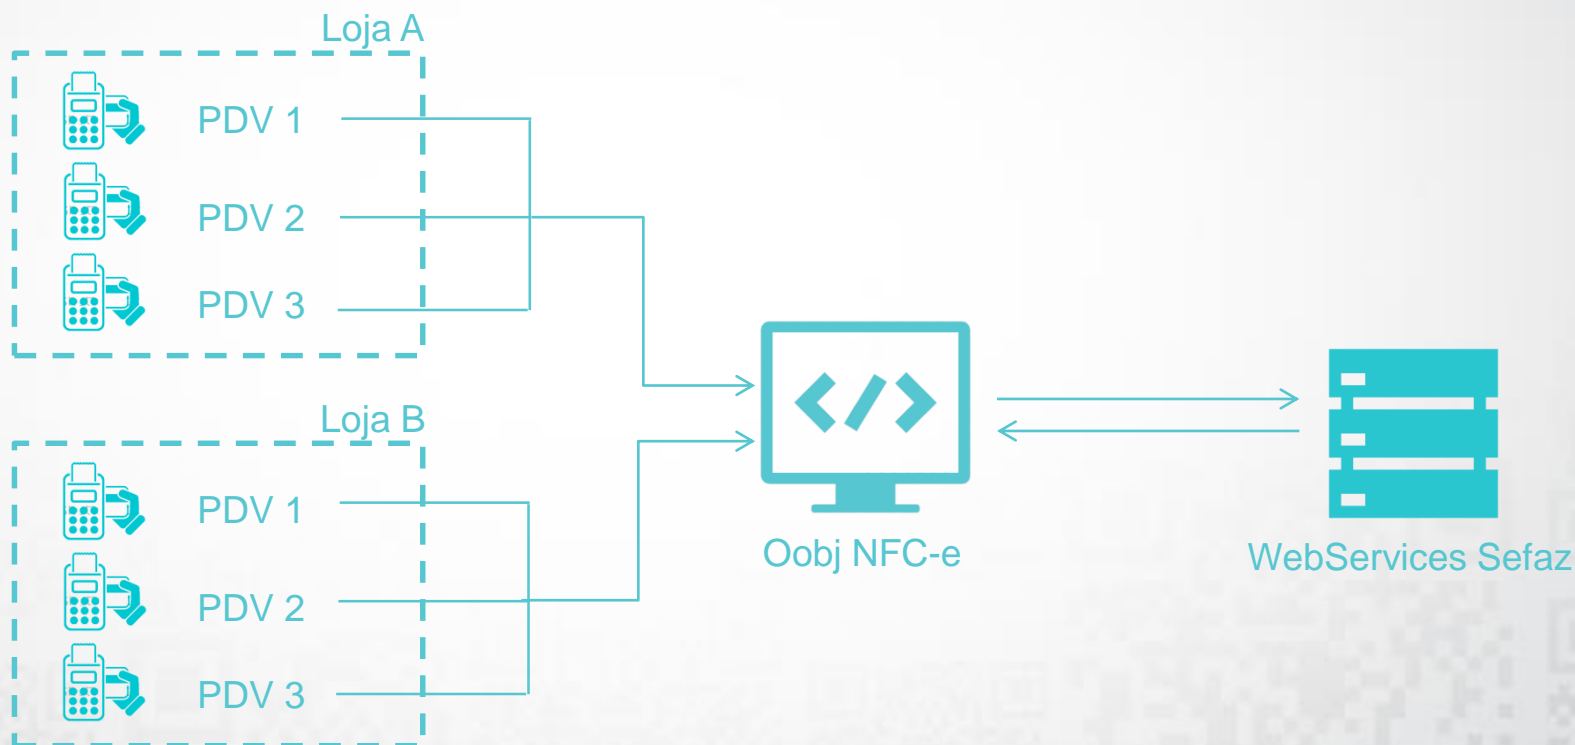 Loja A
PDV 1
PDV 2
PDV 3
Loja B
PDV 1
PDV 2
PDV 3
Oobj NFC-e
WebServices Sefaz